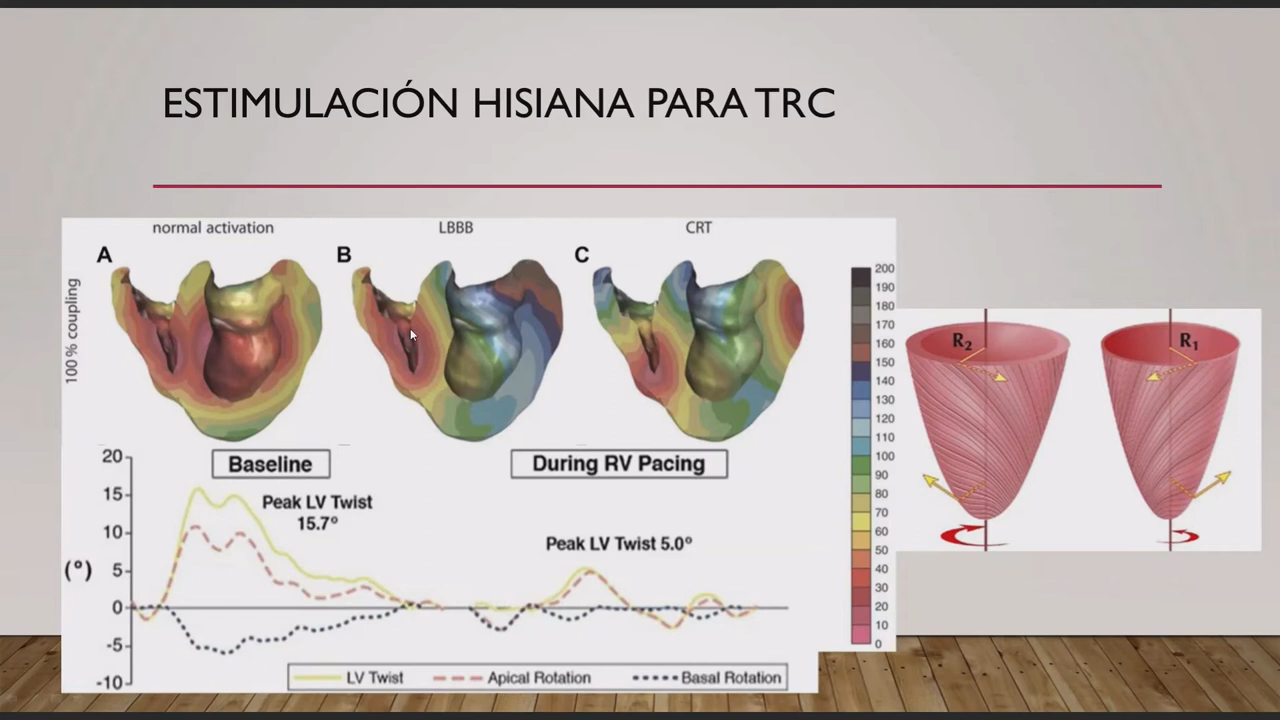 ESTIMULACIÓN HISIANA PARA TRC
normal activation
LBBB
CRT
A
B
C
100 % coupling
200
190
180
170
160
150
140
130
120
110
100
90
80
70
60
50
40
30
20
10
0
R2
R1
Baseline
During RV Pacing
Peak LV Twist
15.7º
Peak LV Twist 5.0º
(º)
20
15
10
5
0
-5
-10
LV Twist
Apical Rotation
Basal Rotation